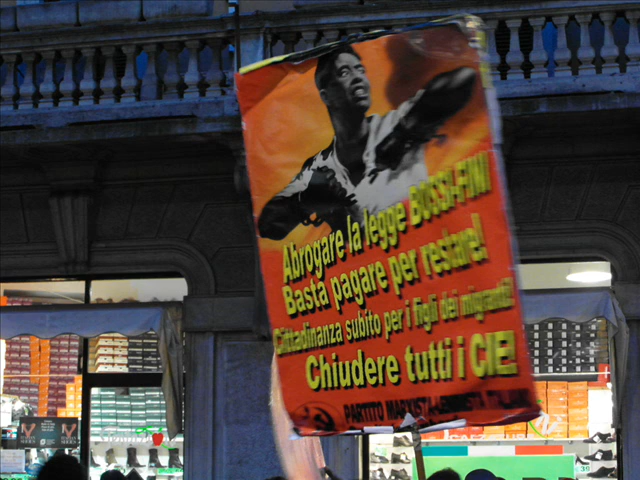 Abrogare la legge BOSSI-FINI
Basta pagare per restare!
Cittadinanza subito per i figli dei migranti!
Chiudere tutti i CIE!
PARTITO MARXISTA-LENINISTA ITALIANO